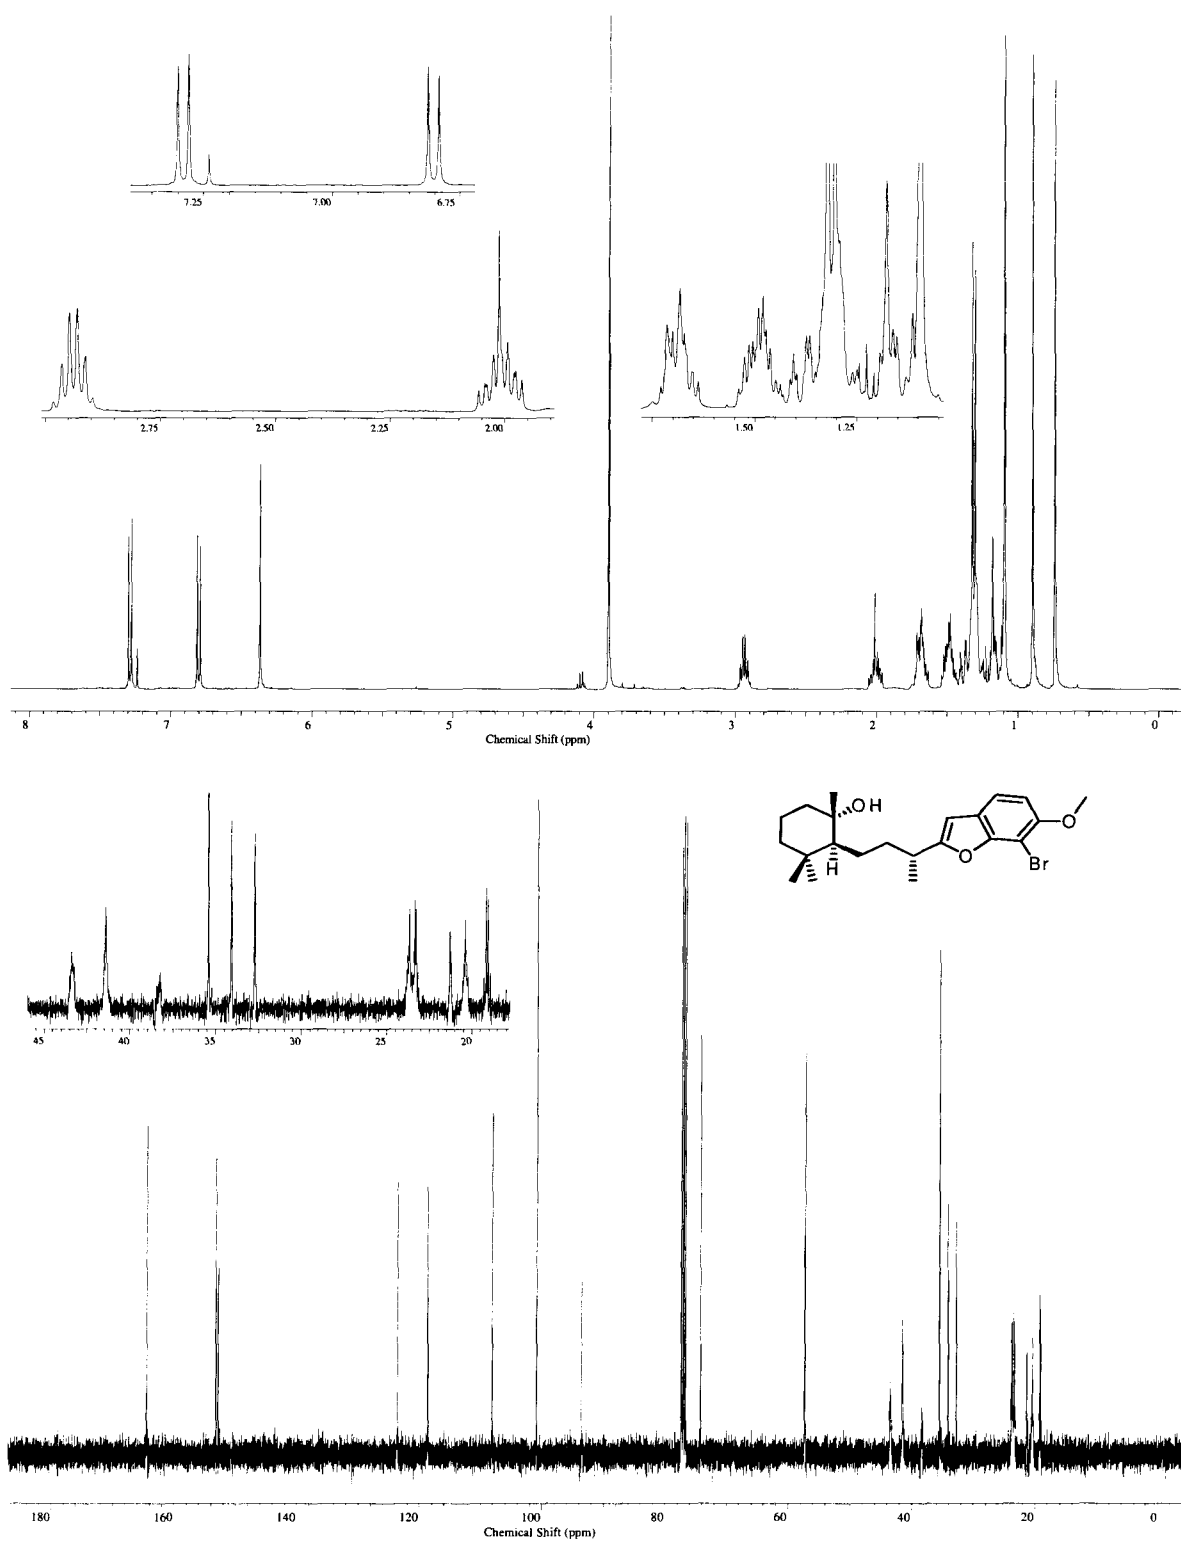 7.25 7.00 6.75
2.75 2.50 2.25 2.00
1.50 1.25
8 7 6 5 4 3 2 1 0
Chemical Shift (ppm)
OH
H
O
O
Br
45 40 35 30 25 20
180 160 140 120 100 80 60 40 20 0
Chemical Shift (ppm)